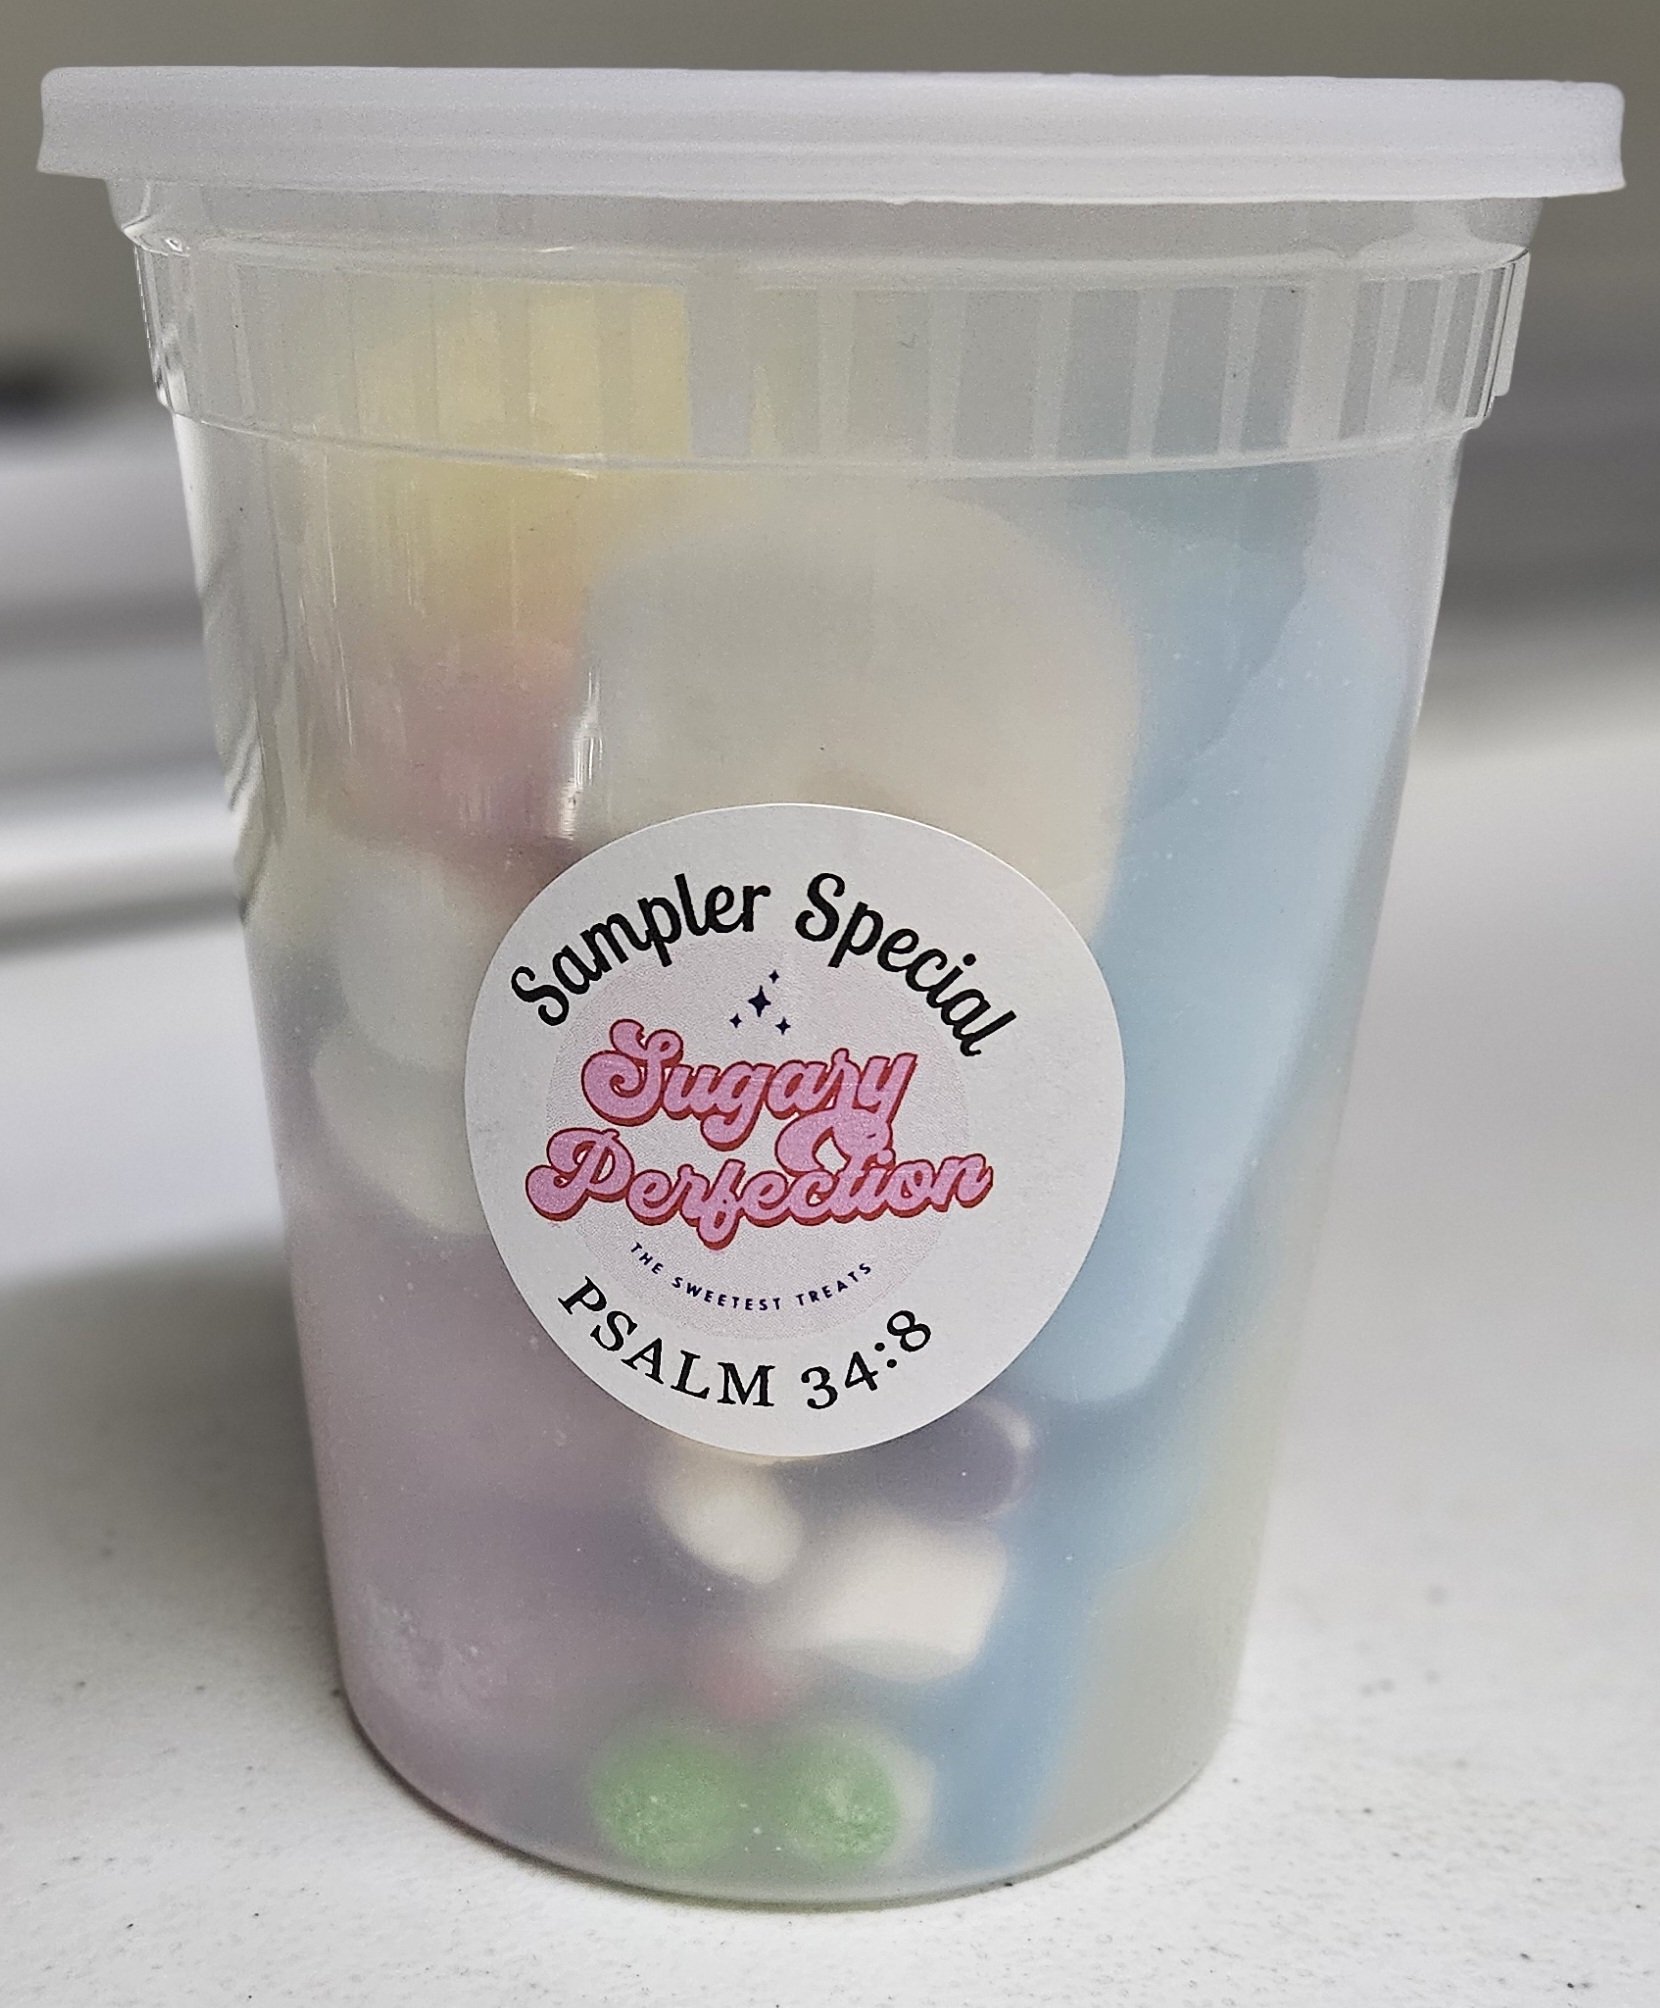 Sampler Special
Sugary
Perfection
THE SWEETEST TREATS
PSALM 34:8